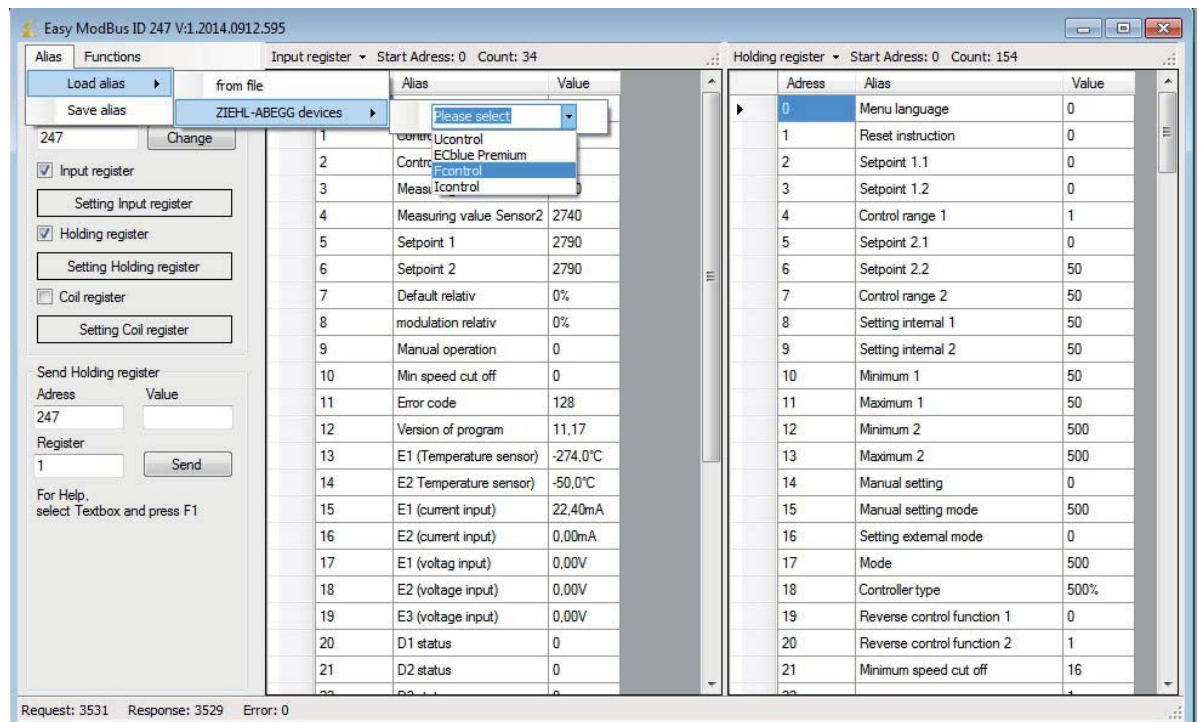 Easy ModBus ID 247 V:1.2014.0912.595
Alias Functions
Load alias
Save alias
from file
ZIEHL-ABEGG devices
Please select
Ucontrol
ECblue Premium
Fcontrol
Icontrol
247 Change
Input register
Setting Input register
Holding register
Setting Holding register
Coil register
Setting Coil register
Send Holding register
Adress Value
247
Register
1 Send
For Help,
select Textbox and press F1
Input register Start Adress: 0 Count: 34
Alias Value
1
2
3
4 Measuring value Sensor2 2740
5 Setpoint 1 2790
6 Setpoint 2 2790
7 Default relativ 0%
8 modulation relativ 0%
9 Manual operation 0
10 Min speed cut off 0
11 Error code 128
12 Version of program 11,17
13 E1 (Temperature sensor) -274,0°C
14 E2 Temperature sensor) -50,0°C
15 E1 (current input) 22,40mA
16 E2 (current input) 0,00mA
17 E1 (voltag input) 0,00V
18 E2 (voltage input) 0,00V
19 E3 (voltage input) 0,00V
20 D1 status 0
21 D2 status 0
Holding register Start Adress: 0 Count: 154
Adress Alias Value
0 Menu language 0
1 Reset instruction 0
2 Setpoint 1.1 0
3 Setpoint 1.2 0
4 Control range 1 1
5 Setpoint 2.1 0
6 Setpoint 2.2 50
7 Control range 2 50
8 Setting internal 1 50
9 Setting internal 2 50
10 Minimum 1 50
11 Maximum 1 50
12 Minimum 2 500
13 Maximum 2 500
14 Manual setting 0
15 Manual setting mode 500
16 Setting external mode 0
17 Mode 500
18 Controller type 500%
19 Reverse control function 1 0
20 Reverse control function 2 1
21 Minimum speed cut off 16
Request: 3531 Response: 3529 Error: 0